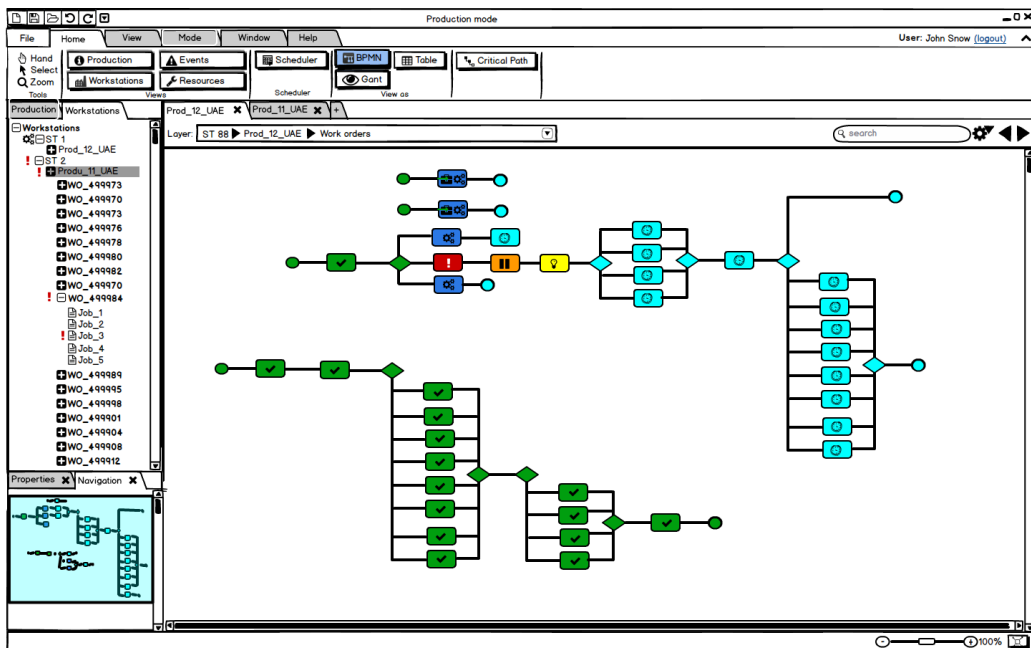 Production mode
File Home View Mode Window Help User: John Snow (logout)
Hand
Select
Zoom
Tools
Production
Workstations
Events
Resources
Views
Scheduler
Scheduler
BPMN
Table
Gant
View as
Critical Path
Production Workstations
Prod_12_UAE Prod_11_UAE +
Layer: ST 88 Prod_12_UAE Work orders
search
Workstations
ST 1
Prod_12_UAE
ST 2
Produ_11_UAE
WO_499973
WO_499970
WO_499973
WO_499976
WO_499978
WO_499980
WO_499982
WO_499970
WO_499984
Job_1
Job_2
Job_3
Job_4
Job_5
WO_499989
WO_499995
WO_499998
WO_499901
WO_499904
WO_499908
WO_499912
Properties Navigation
100%